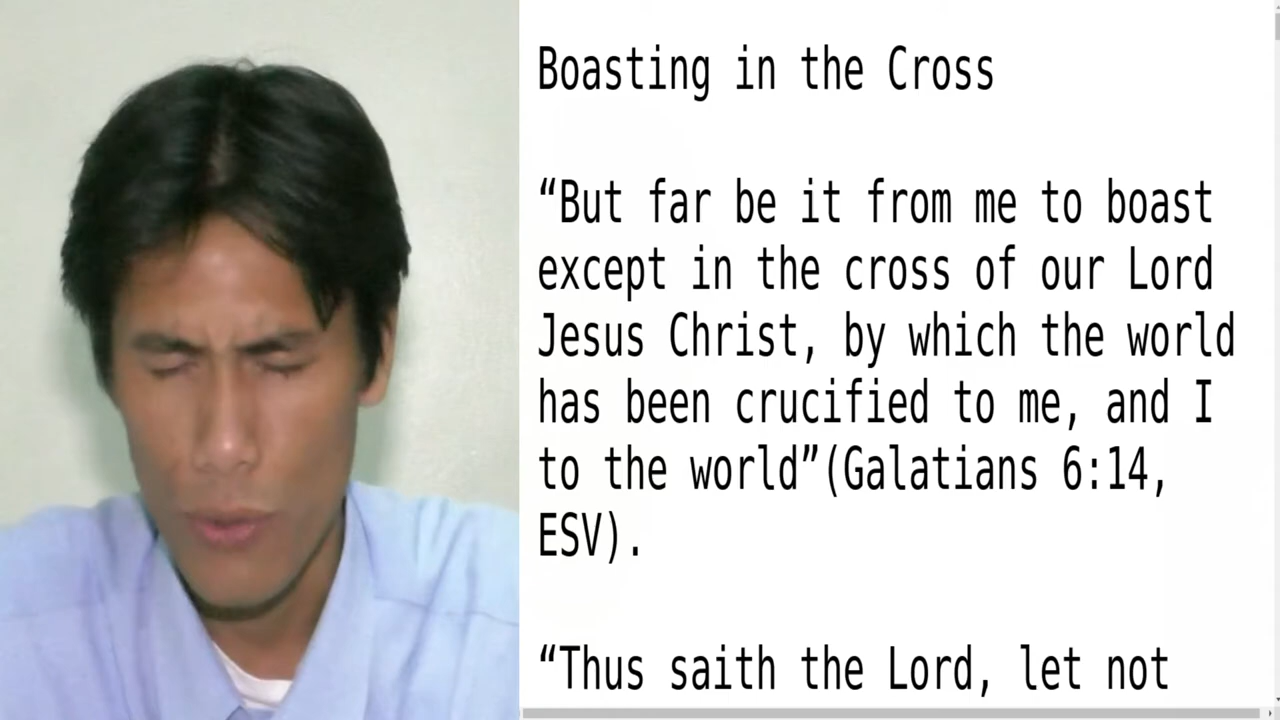 Boasting in the Cross
“But far be it from me to boast
except in the cross of our Lord
Jesus Christ, by which the world
has been crucified to me, and I
to the world”(Galatians 6:14,
ESV).
“Thus saith the Lord, let not